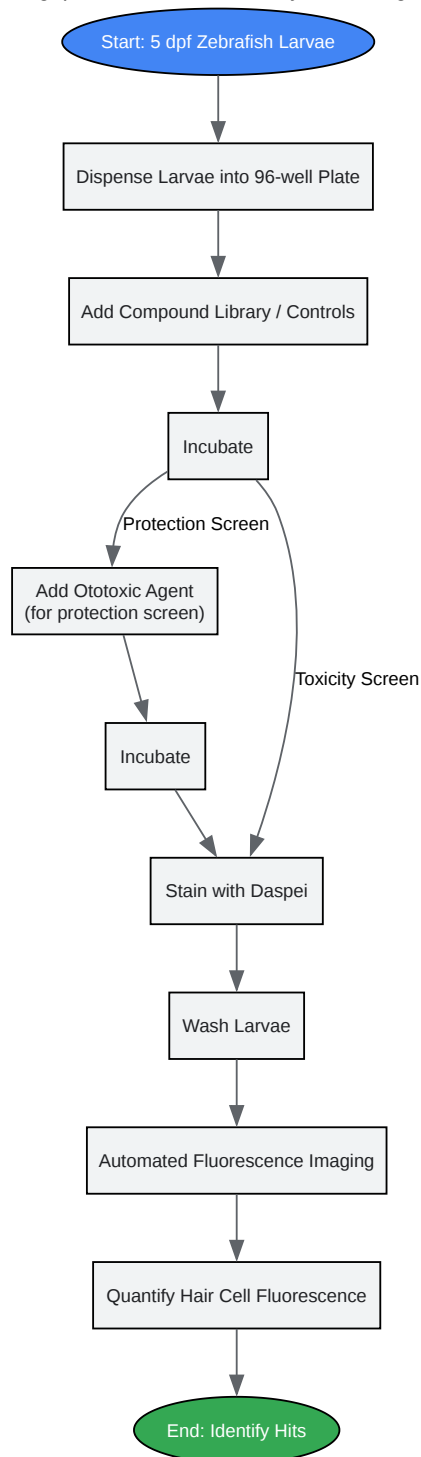 Start: 5 dpf Zebrafish Larvae
Dispense Larvae into 96-well Plate
Add Compound Library / Controls
Incubate
Protection Screen
Add Ototoxic Agent
(for protection screen)
Toxicity Screen
Incubate
Stain with Daspei
Wash Larvae
Automated Fluorescence Imaging
Quantify Hair Cell Fluorescence
End: Identify Hits